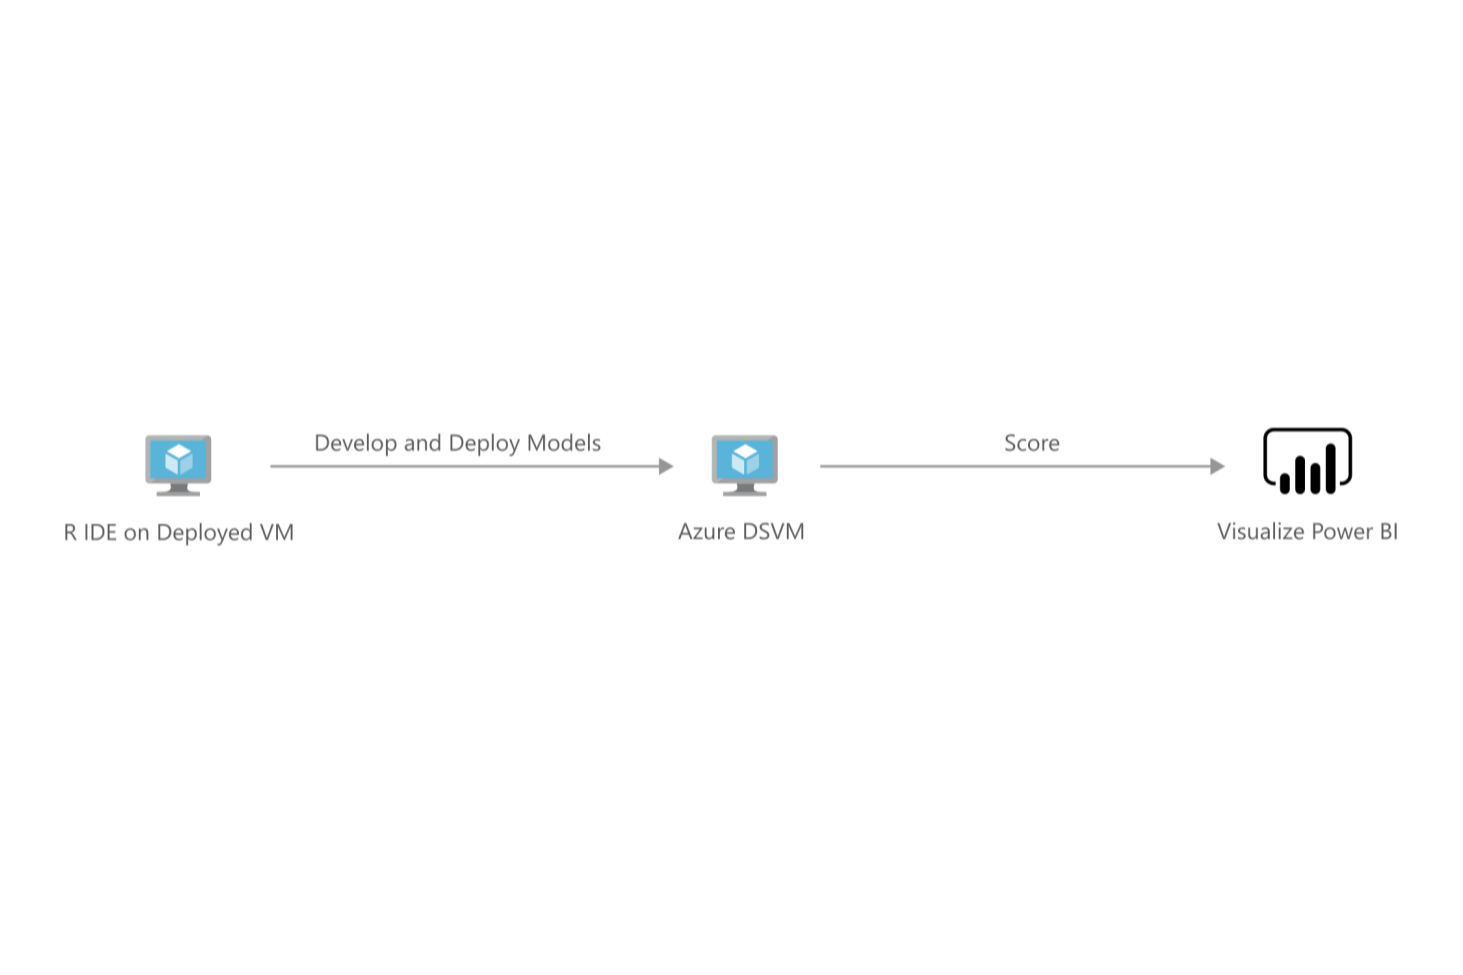 Develop and Deploy Models
Score
R IDE on Deployed VM
Azure DSVM
Visualize Power BI